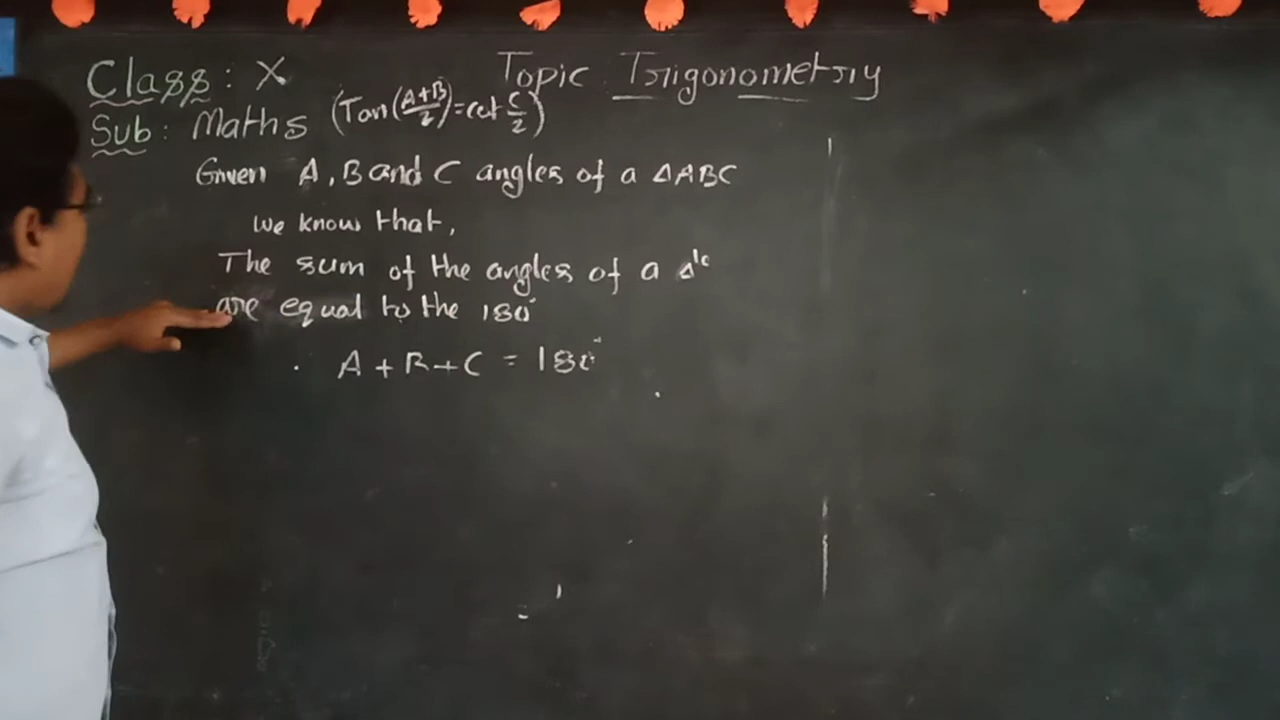 Class: X
Topic Trigonometry
Sub: Maths (Tan(A+B/2)=cot C/2)
Given A, B and C angles of a ΔABC
we know that,
The sum of the angles of a Δle
are equal to the 180°
A + B + C = 180°